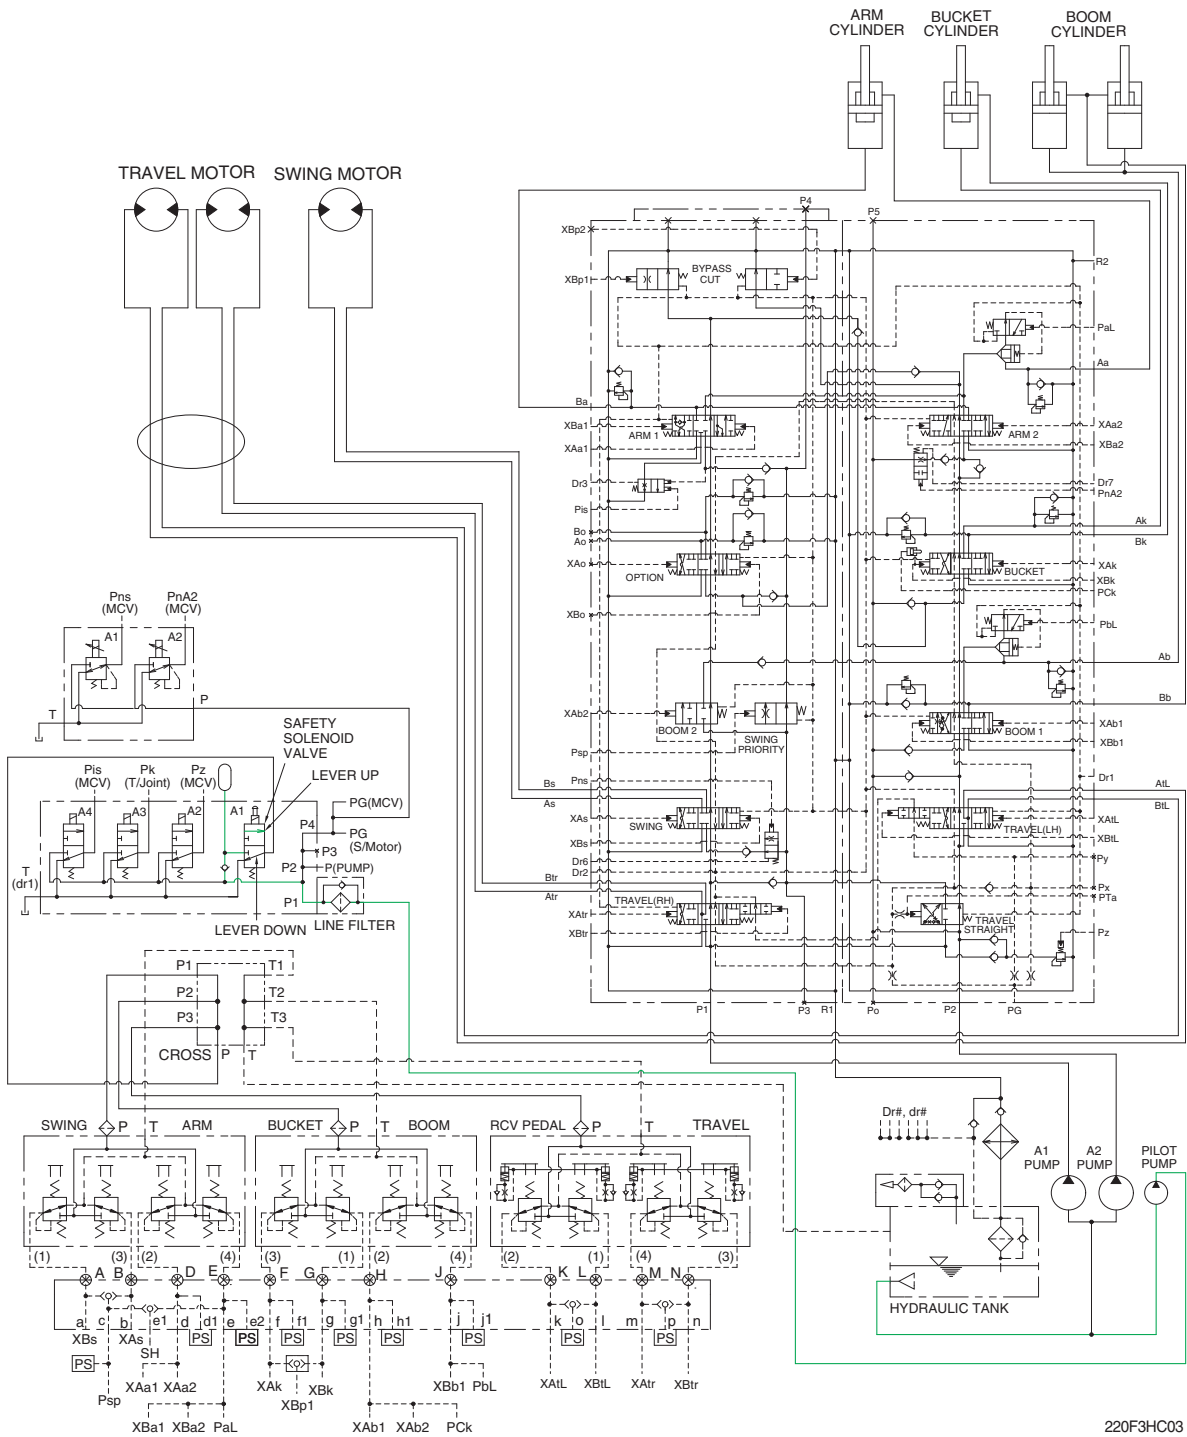 ARM CYLINDER
BUCKET CYLINDER
BOOM CYLINDER
TRAVEL MOTOR
SWING MOTOR
P4
P5
XBp2
R2
BYPASS CUT
XBp1
PaL
Aa
Ba
XBa1
ARM 1
ARM 2
XAa2
XAa1
XBa2
Dr3
Dr7
PnA2
Pis
Bo
Ao
Ak
Bk
XAo
OPTION
BUCKET
XAk
XBk
PCk
XBo
PbL
Ab
Bb
XAb2
BOOM 2
SWING PRIORITY
BOOM 1
XAb1
XBb1
Psp
Pns
Dr1
Bs
As
AtL
BtL
XAs
SWING
TRAVEL(LH)
XAtL
XBtL
XBs
Py
Dr6
Dr2
Btr
Atr
Px
PTa
TRAVEL(RH)
XAtr
XBtr
TRAVEL STRAIGHT
Pz
P1
P3
R1
Po
P2
PG
Pns (MCV)
PnA2 (MCV)
A1
A2
P
T
SAFETY SOLENOID VALVE
LEVER UP
Pis (MCV)
Pk (T/Joint)
Pz (MCV)
A4
A3
A2
A1
PG(MCV)
P4
PG (S/Motor)
P3
P2
P(PUMP)
T (dr1)
P1
LEVER DOWN
LINE FILTER
P1
T1
P2
T2
P3
T3
CROSS
P
T
Dr#, dr#
A1 PUMP
A2 PUMP
PILOT PUMP
SWING
P
T
ARM
BUCKET
P
T
BOOM
RCV PEDAL
P
T
TRAVEL
(1)
(3)
(2)
(4)
(3)
(1)
(2)
(4)
(2)
(1)
(4)
(3)
A
B
D
E
F
G
H
J
K
L
M
N
HYDRAULIC TANK
a
c
b
e1
d
d1
e
e2
f
f1
g
g1
h
h1
j
j1
k
o
l
m
p
n
XBs
XAs
PS
PS
PS
PS
PS
PS
PS
PS
SH
PS
Psp
XAa1
XAa2
XAk
XBp1
XBk
XBb1
PbL
XAtL
XBtL
XAtr
XBtr
XBa1
XBa2
PaL
XAb1
XAb2
PCk
220F3HC03